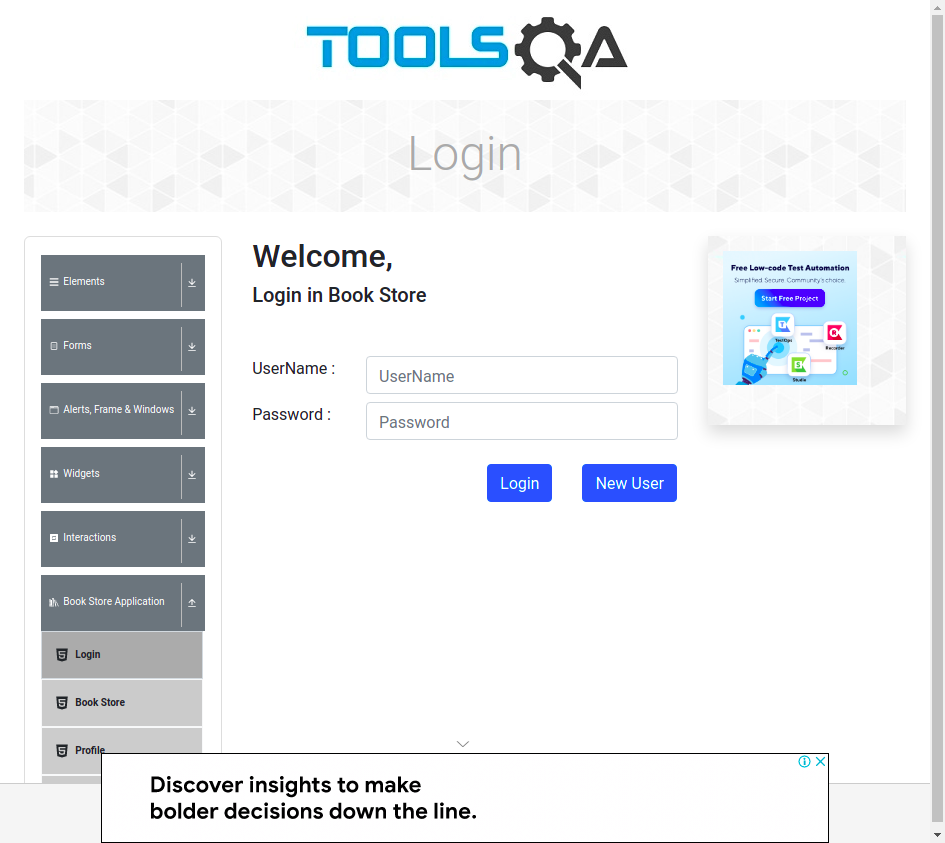 TOOLSQA
Login
Elements
Forms
Alerts, Frame & Windows
Widgets
Interactions
Book Store Application
Login
Book Store
Profile
Welcome,
Login in Book Store
UserName :
UserName
Password :
Password
Login
New User
Free Low-code Test Automation
Simplified. Secure. Community's choice.
Start Free Project
TestOps
Recorder
Studio
Discover insights to make
bolder decisions down the line.